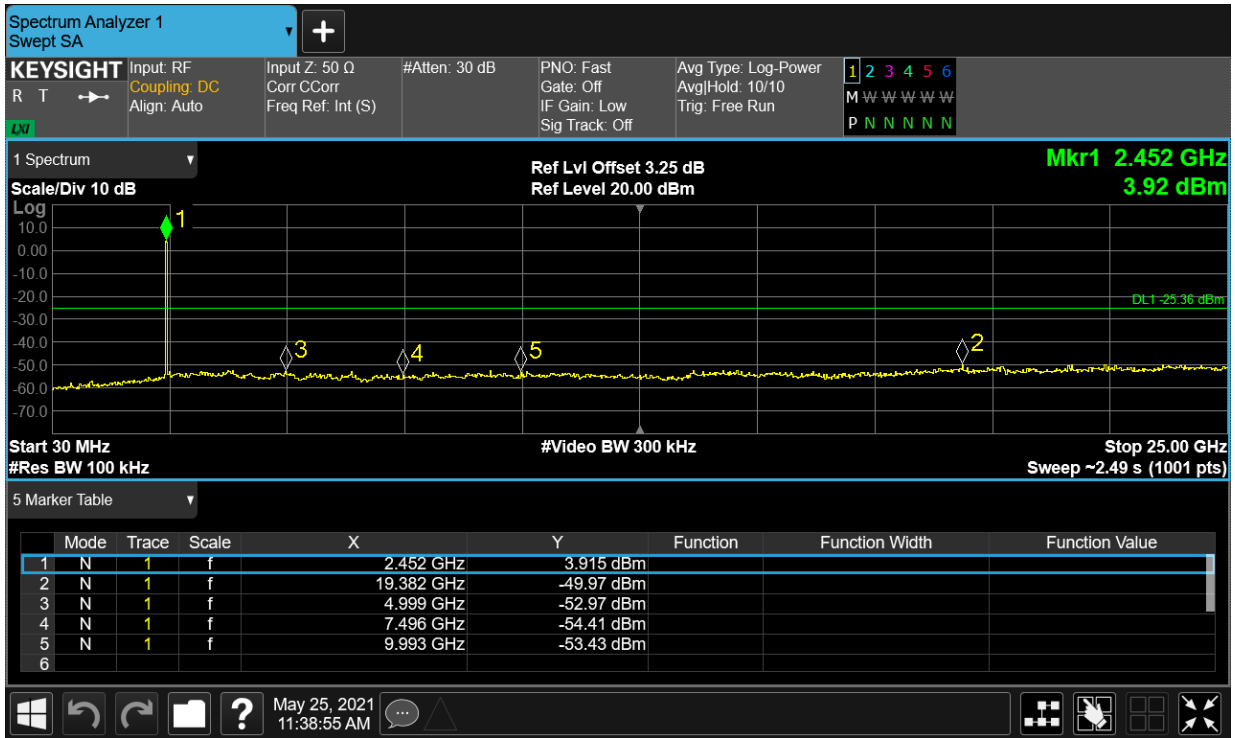 Spectrum Analyzer 1
Swept SA
KEYSIGHT
R T
LXI
Input: RF
Coupling: DC
Align: Auto
Input Z: 50 Ω
Corr CCorr
Freq Ref: Int (S)
#Atten: 30 dB
PNO: Fast
Gate: Off
IF Gain: Low
Sig Track: Off
Avg Type: Log-Power
Avg|Hold: 10/10
Trig: Free Run
1 2 3 4 5 6
M W W W W W
P N N N N N
1 Spectrum
Scale/Div 10 dB
Ref Lvl Offset 3.25 dB
Ref Level 20.00 dBm
Mkr1 2.452 GHz
3.92 dBm
Log
10.0
0.00
-10.0
-20.0
-30.0
-40.0
-50.0
-60.0
-70.0
1
DL1 -25.36 dBm
3
4
5
2
Start 30 MHz
#Res BW 100 kHz
#Video BW 300 kHz
Stop 25.00 GHz
Sweep ~2.49 s (1001 pts)
5 Marker Table
Mode Trace Scale X Y Function Function Width Function Value
1 N 1 f 2.452 GHz 3.915 dBm
2 N 1 f 19.382 GHz -49.97 dBm
3 N 1 f 4.999 GHz -52.97 dBm
4 N 1 f 7.496 GHz -54.41 dBm
5 N 1 f 9.993 GHz -53.43 dBm
6
?
May 25, 2021
11:38:55 AM